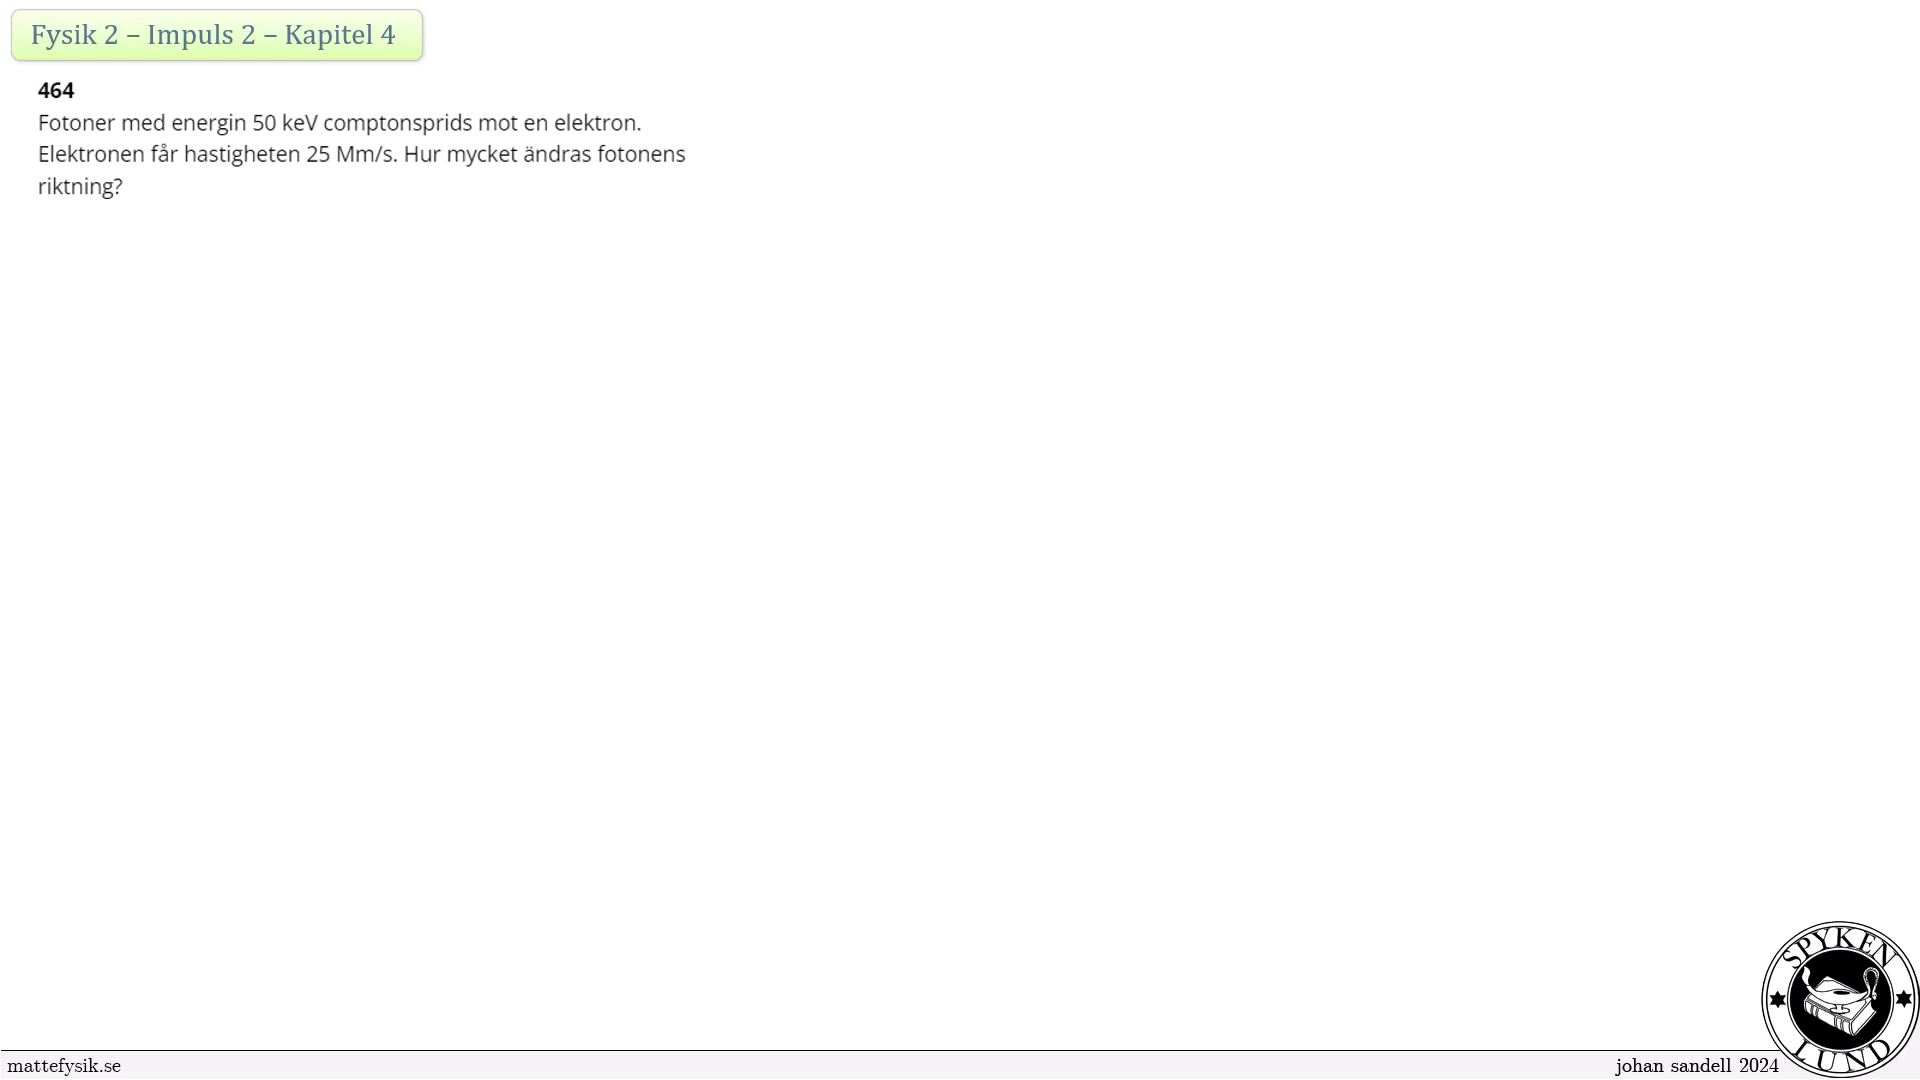 Fysik 2 – Impuls 2 – Kapitel 4
464
Fotoner med energin 50 keV comptonsprids mot en elektron.
Elektronen får hastigheten 25 Mm/s. Hur mycket ändras fotonens
riktning?
SPYKEN
LUND
mattefysik.se
johan sandell 2024